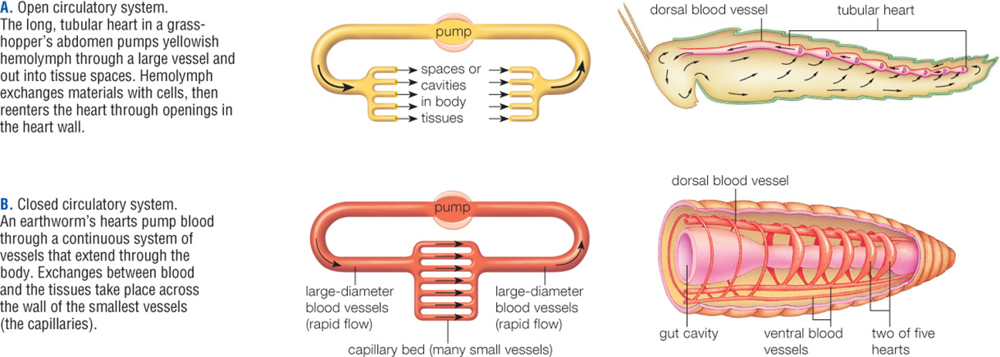 A. Open circulatory system.
The long, tubular heart in a grass-
hopper's abdomen pumps yellowish
hemolymph through a large vessel and
out into tissue spaces. Hemolymph
exchanges materials with cells, then
reenters the heart through openings in
the heart wall.
pump
spaces or
cavities
in body
tissues
dorsal blood vessel
tubular heart
B. Closed circulatory system.
An earthworm's hearts pump blood
through a continuous system of
vessels that extend through the
body. Exchanges between blood
and the tissues take place across
the wall of the smallest vessels
(the capillaries).
pump
large-diameter
blood vessels
(rapid flow)
large-diameter
blood vessels
(rapid flow)
capillary bed (many small vessels)
dorsal blood vessel
gut cavity
ventral blood
vessels
two of five
hearts